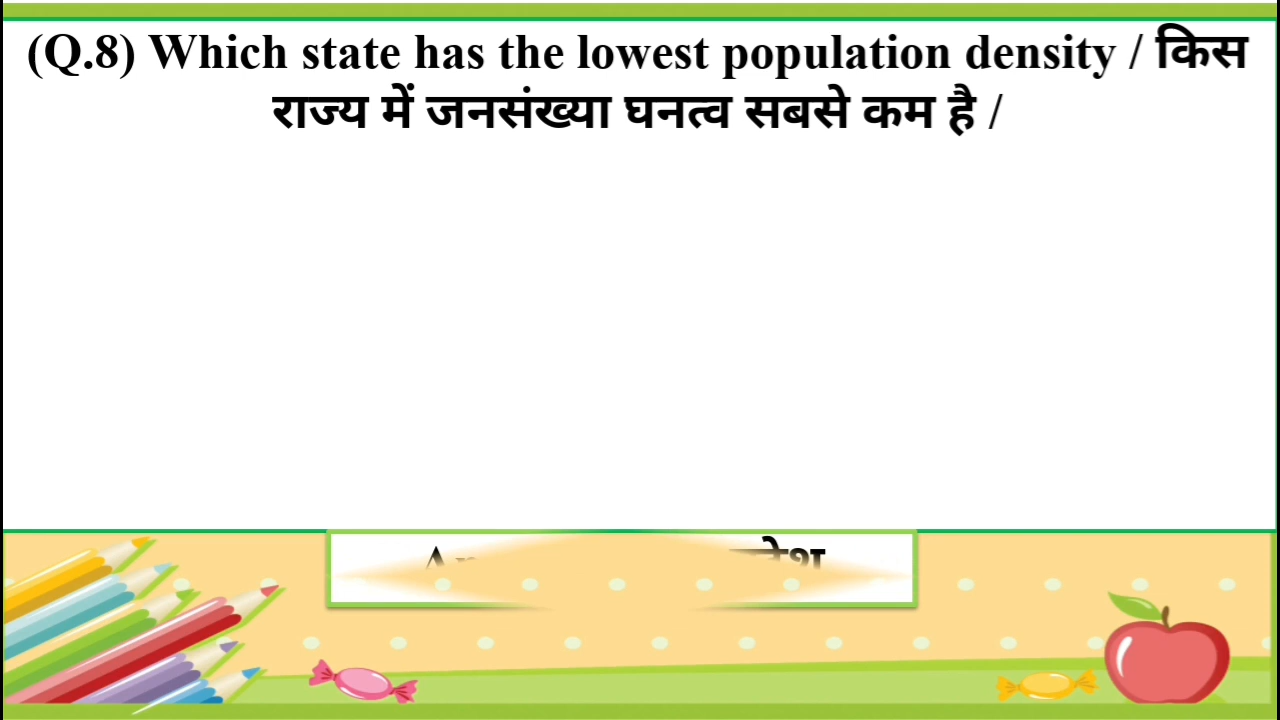 (Q.8) Which state has the lowest population density / किस
राज्य में जनसंख्या घनत्व सबसे कम है /